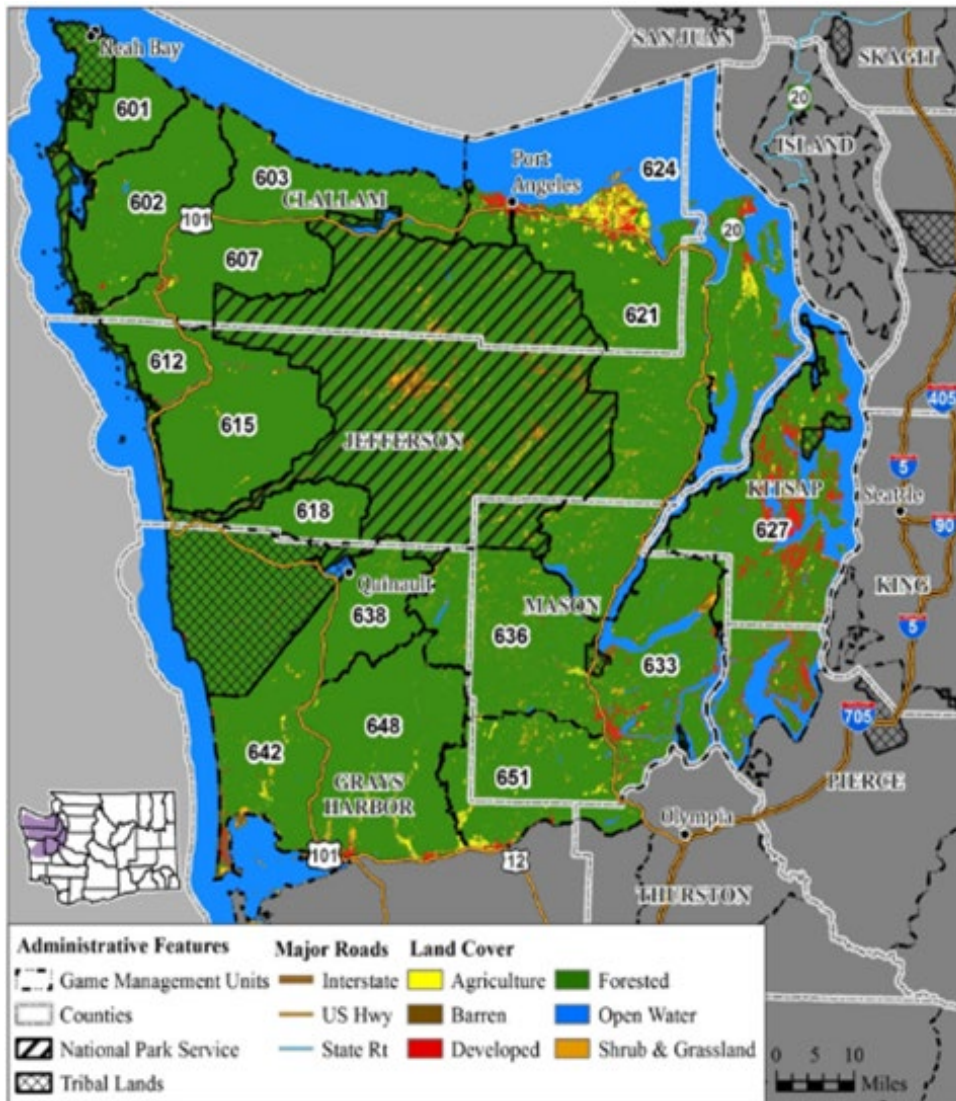 SAN JUAN
SKAGIT
Neah Bay
20
601
ISLAND
Port
Angeles
624
603
CLALLAM
602
101
20
607
621
612
405
615
JEFFERSON
5
KITSAP
Seattle
618
627
90
Quinault
KING
638
MASON
5
636
633
705
642
648
651
PIERCE
GRAYS
HARBOR
Olympia
101
12
THURSTON
Administrative Features
Game Management Units
Counties
National Park Service
Tribal Lands
Major Roads
Interstate
US Hwy
State Rt
Land Cover
Agriculture
Barren
Developed
Forested
Open Water
Shrub & Grassland
0 5 10
Miles